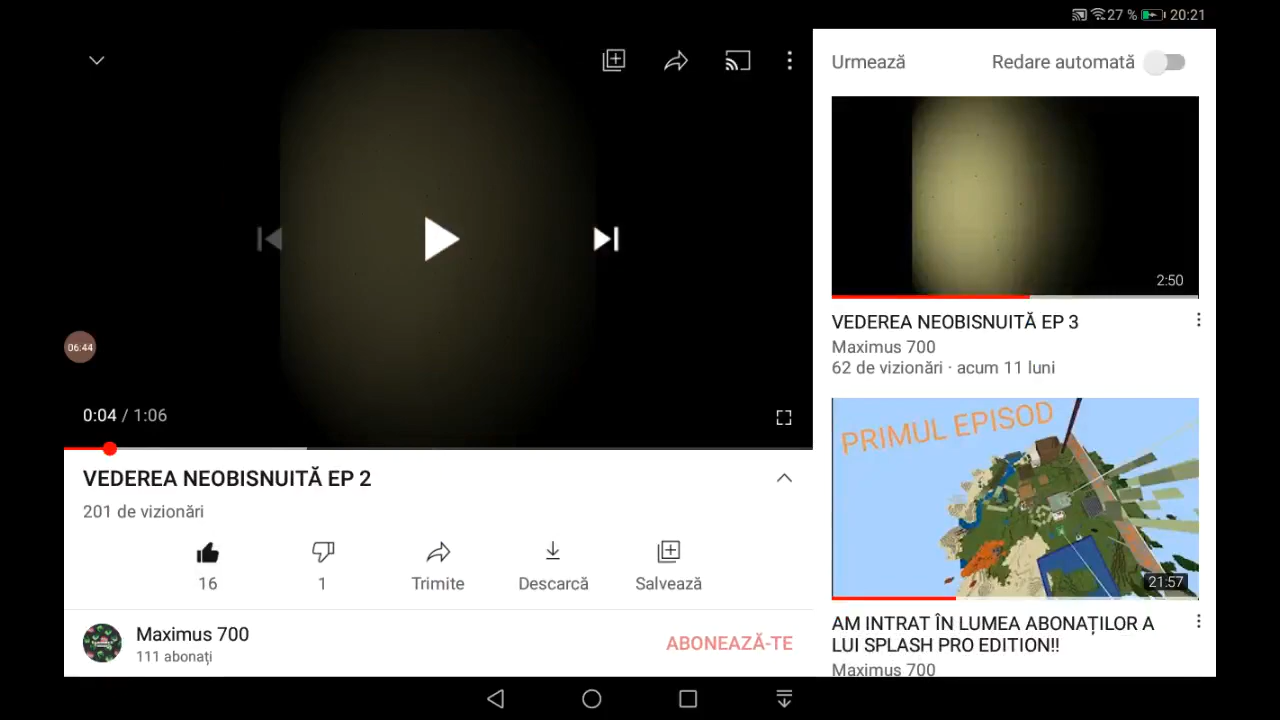 27 % 20:21
06:44
0:04 / 1:06
VEDEREA NEOBISNUITĂ EP 2
201 de vizionări
16
1
Trimite
Descarcă
Salvează
Maximus 700
111 abonați
ABONEAZĂ-TE
Urmează
Redare automată
2:50
VEDEREA NEOBISNUITĂ EP 3
Maximus 700
62 de vizionări · acum 11 luni
PRIMUL EPISOD
21:57
AM INTRAT ÎN LUMEA ABONAȚILOR A
LUI SPLASH PRO EDITION!!
Maximus 700